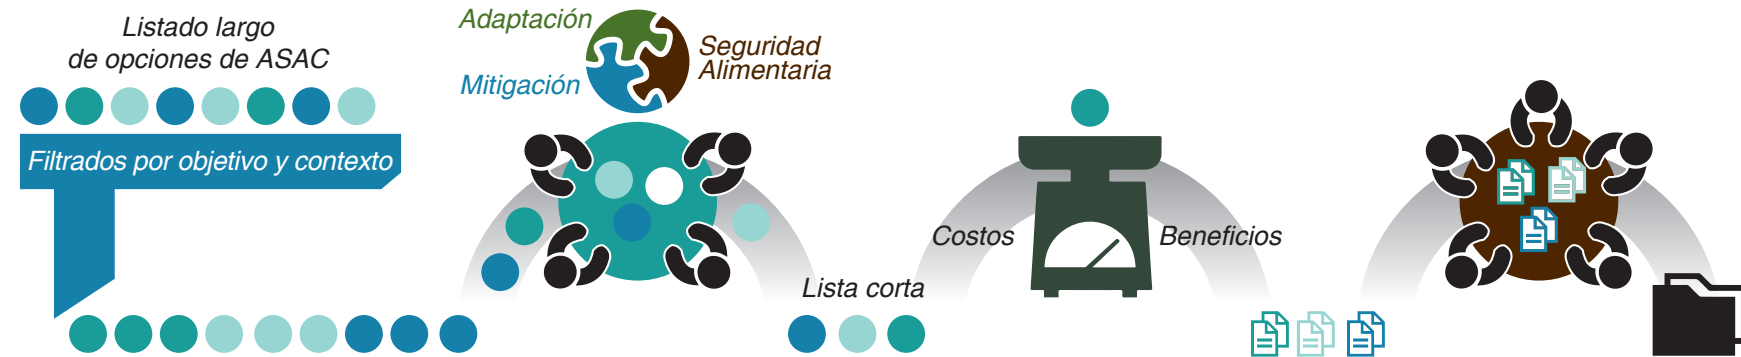 Listado largo
de opciones de ASAC
Filtrados por objetivo y contexto
Adaptación
Mitigación
Seguridad
Alimentaria
Lista corta
Costos
Beneficios